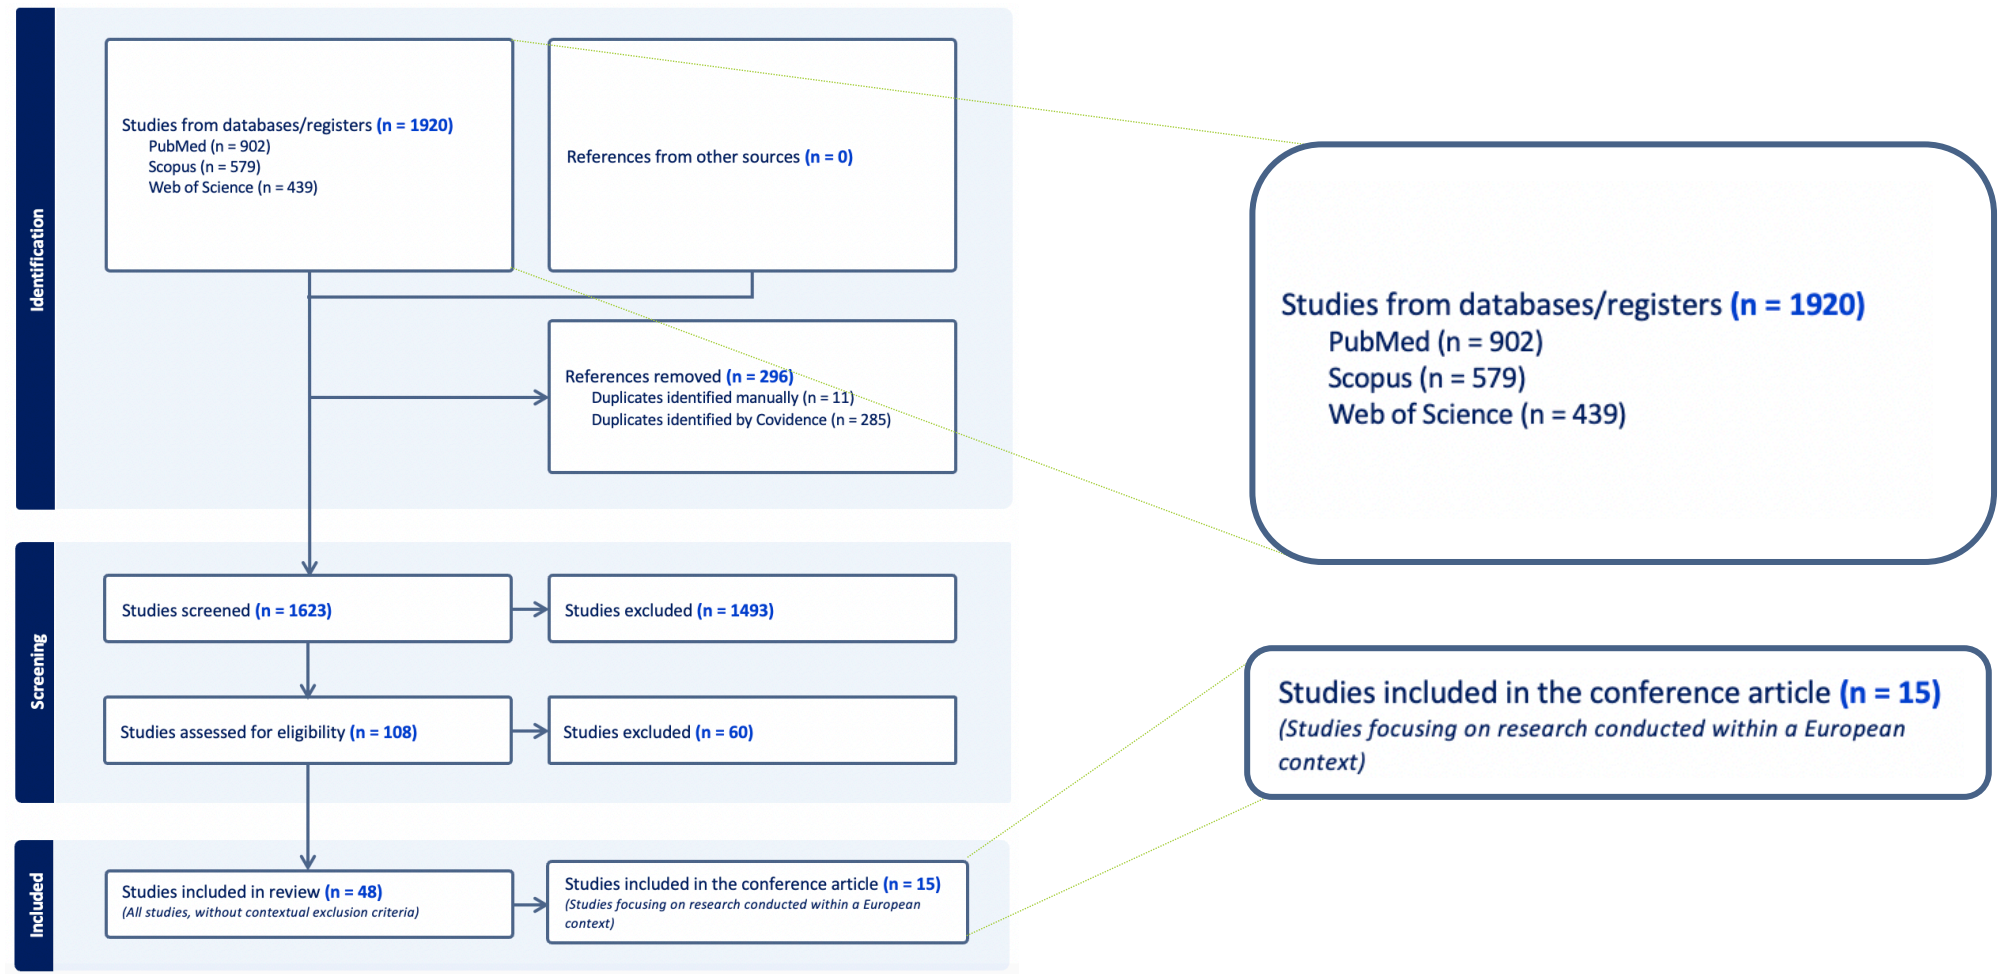 Identification
Studies from databases/registers (n = 1920)
PubMed (n = 902)
Scopus (n = 579)
Web of Science (n = 439)
References from other sources (n = 0)
References removed (n = 296)
Duplicates identified manually (n = 11)
Duplicates identified by Covidence (n = 285)
Screening
Studies screened (n = 1623)
Studies excluded (n = 1493)
Studies assessed for eligibility (n = 108)
Studies excluded (n = 60)
Included
Studies included in review (n = 48)
(All studies, without contextual exclusion criteria)
Studies included in the conference article (n = 15)
(Studies focusing on research conducted within a European
context)
Studies from databases/registers (n = 1920)
PubMed (n = 902)
Scopus (n = 579)
Web of Science (n = 439)
Studies included in the conference article (n = 15)
(Studies focusing on research conducted within a European
context)